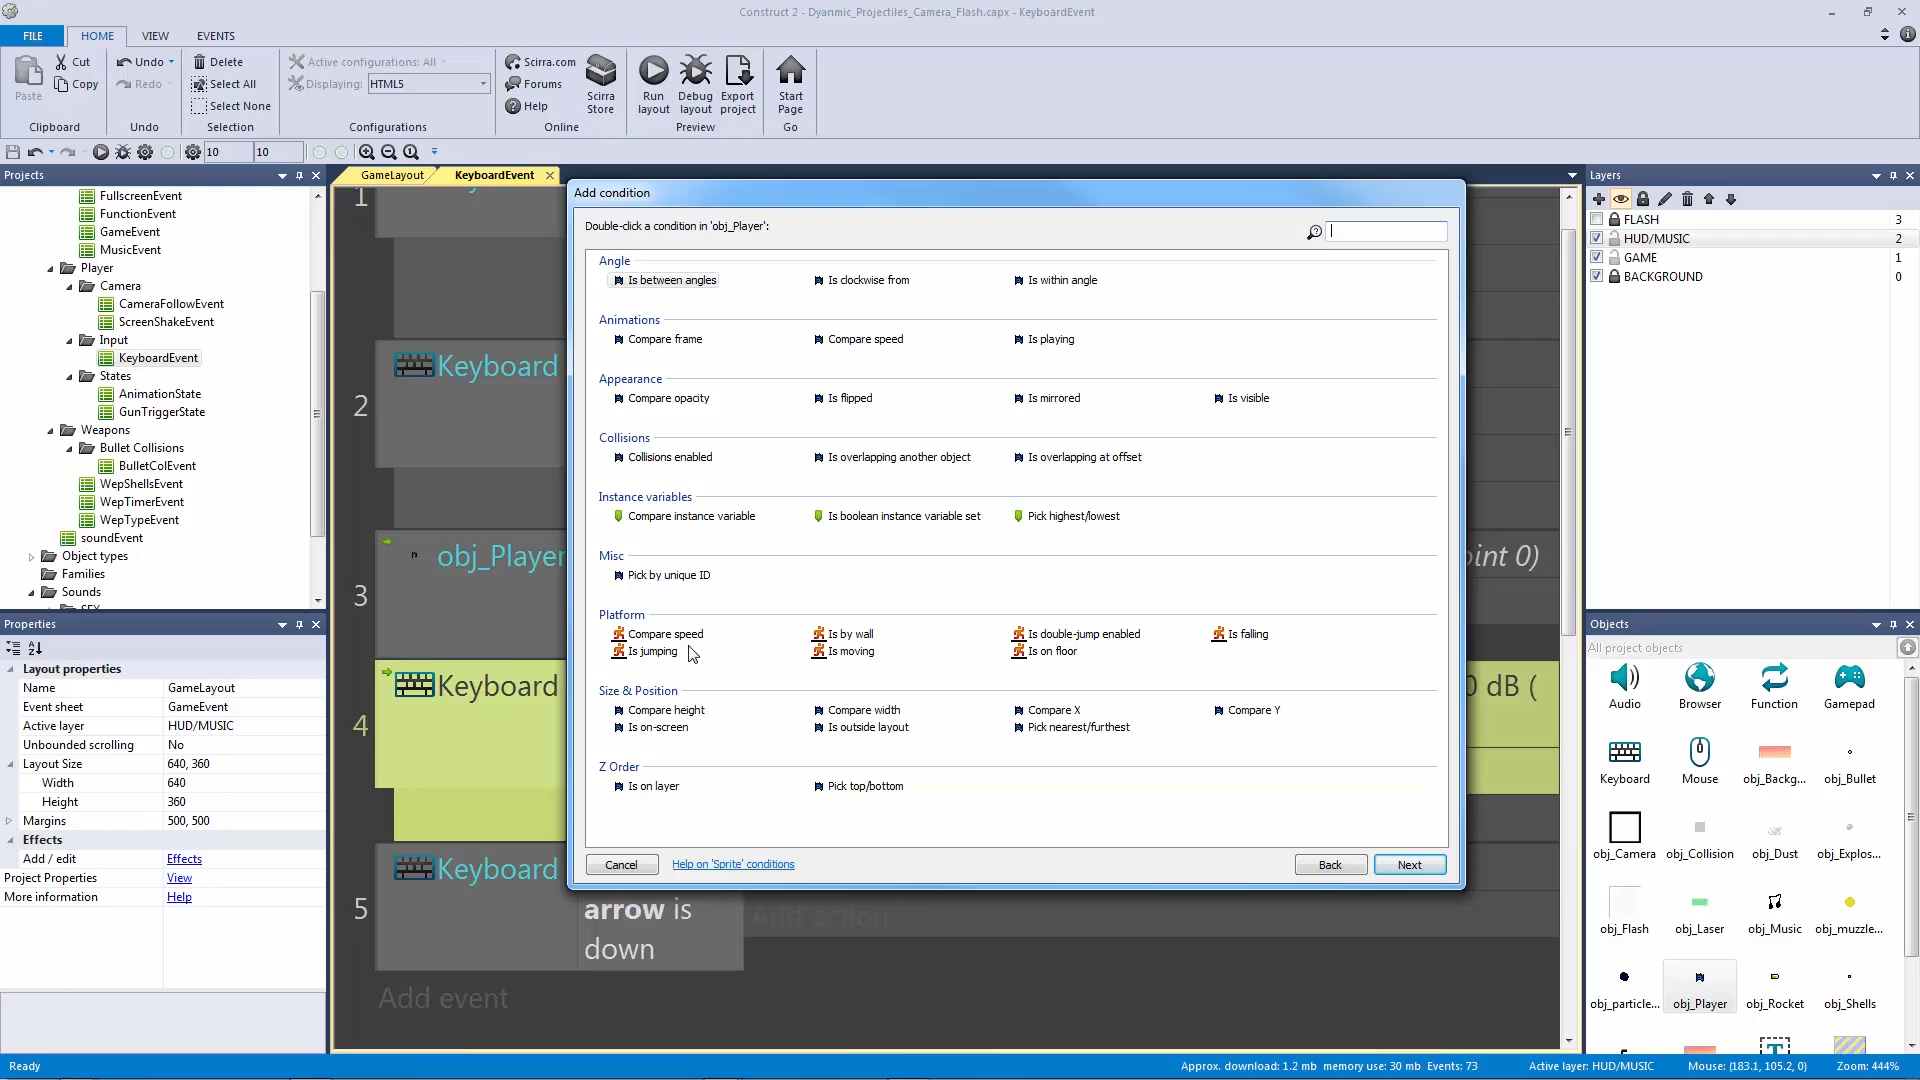 Construct 2 - Dyanmic_Projectiles_Camera_Flash.capx - KeyboardEvent
FILE HOME VIEW EVENTS
Paste Cut Copy Clipboard
Undo Redo Undo
Delete Select All Select None Selection
Active configurations: All
Displaying: HTML5
Configurations
Scirra.com Forums Help Scirra Store Online
Run layout Debug layout Export project Preview
Start Page Go
10 10
Projects
FullscreenEvent
FunctionEvent
GameEvent
MusicEvent
Player
Camera
CameraFollowEvent
ScreenShakeEvent
Input
KeyboardEvent
States
AnimationState
GunTriggerState
Weapons
Bullet Collisions
BulletColEvent
WepShellsEvent
WepTimerEvent
WepTypeEvent
soundEvent
Object types
Families
Sounds
Properties
Layout properties
Name GameLayout
Event sheet GameEvent
Active layer HUD/MUSIC
Unbounded scrolling No
Layout Size 640, 360
Width 640
Height 360
Margins 500, 500
Effects
Add / edit Effects
Project Properties View
More information Help
GameLayout KeyboardEvent
1
2 Keyboard
3 obj_Player
int 0)
4 Keyboard
0 dB (
5 Keyboard
arrow is
down
Add action
Add event
Add condition
Double-click a condition in 'obj_Player':
Angle
Is between angles Is clockwise from Is within angle
Animations
Compare frame Compare speed Is playing
Appearance
Compare opacity Is flipped Is mirrored Is visible
Collisions
Collisions enabled Is overlapping another object Is overlapping at offset
Instance variables
Compare instance variable Is boolean instance variable set Pick highest/lowest
Misc
Pick by unique ID
Platform
Compare speed Is by wall Is double-jump enabled Is falling
Is jumping Is moving Is on floor
Size & Position
Compare height Compare width Compare X Compare Y
Is on-screen Is outside layout Pick nearest/furthest
Z Order
Is on layer Pick top/bottom
Cancel Help on 'Sprite' conditions Back Next
Layers
FLASH 3
HUD/MUSIC 2
GAME 1
BACKGROUND 0
Objects
All project objects
Audio Browser Function Gamepad
Keyboard Mouse obj_Backg... obj_Bullet
obj_Camera obj_Collision obj_Dust obj_Explos...
obj_Flash obj_Laser obj_Music obj_muzzle...
obj_particle... obj_Player obj_Rocket obj_Shells
Ready
Approx. download: 1.2 mb memory use: 30 mb Events: 73 Active layer: HUD/MUSIC Mouse: (183.1, 105.2, 0) Zoom: 444%